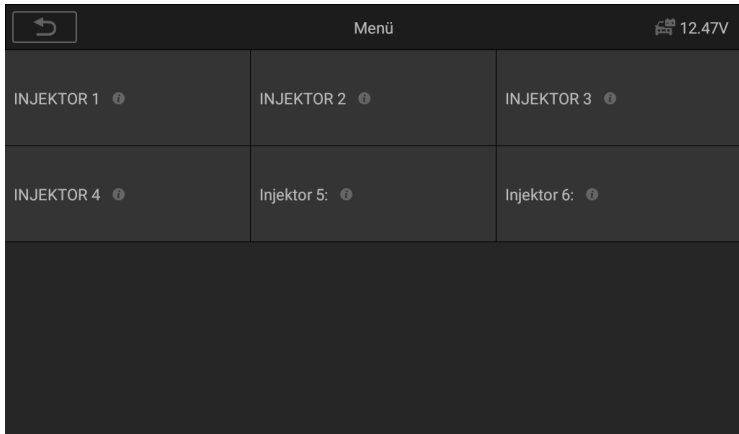 Menü
12.47V
INJEKTOR 1
INJEKTOR 2
INJEKTOR 3
INJEKTOR 4
Injektor 5:
Injektor 6: